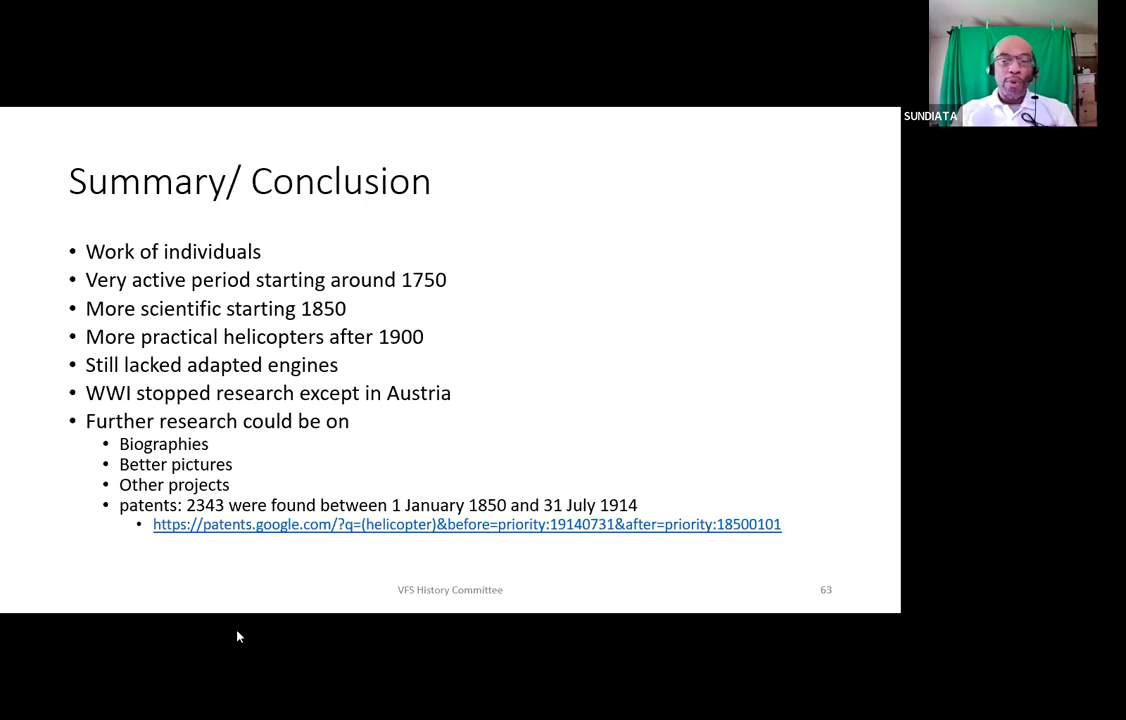 SUNDIATA
Summary/ Conclusion
• Work of individuals
• Very active period starting around 1750
• More scientific starting 1850
• More practical helicopters after 1900
• Still lacked adapted engines
• WWI stopped research except in Austria
• Further research could be on
• Biographies
• Better pictures
• Other projects
• patents: 2343 were found between 1 January 1850 and 31 July 1914
• https://patents.google.com/?q=(helicopter)&before=priority:19140731&after=priority:18500101
VFS History Committee
63